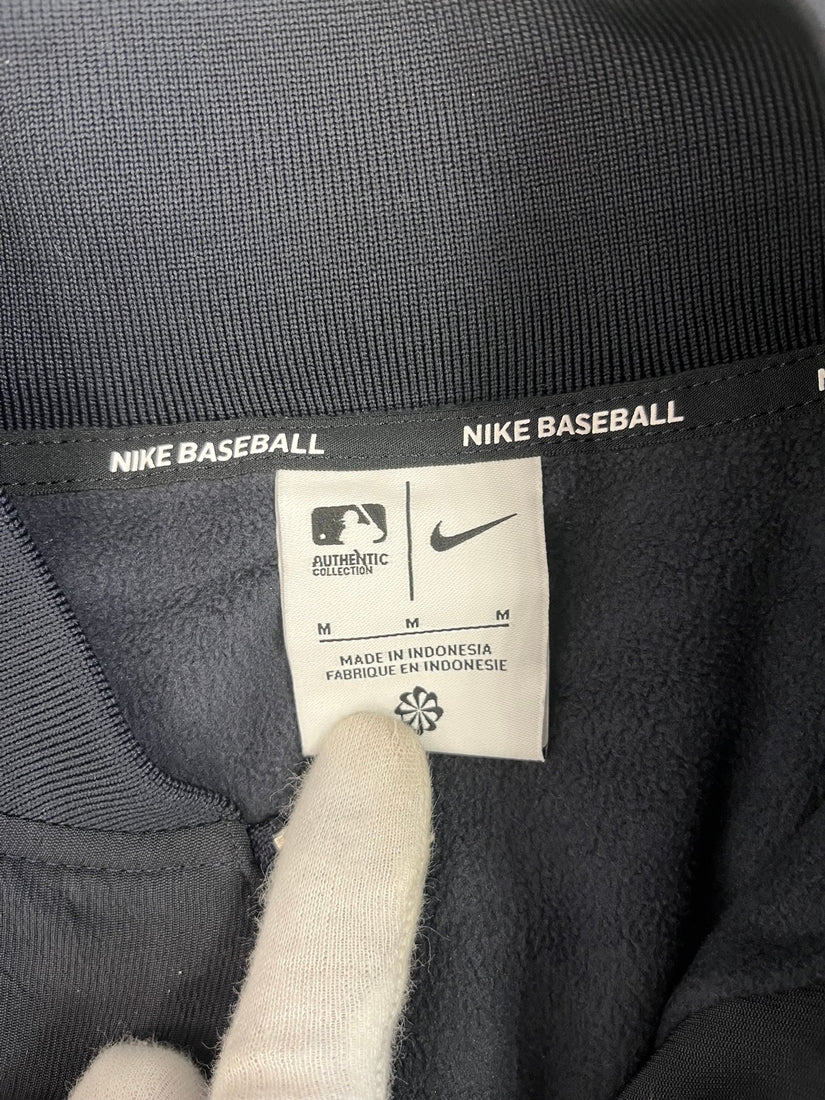 NIKE BASEBALL
NIKE BASEBALL
AUTHENTIC
COLLECTION
M M M
MADE IN INDONESIA
FABRIQUE EN INDONESIE